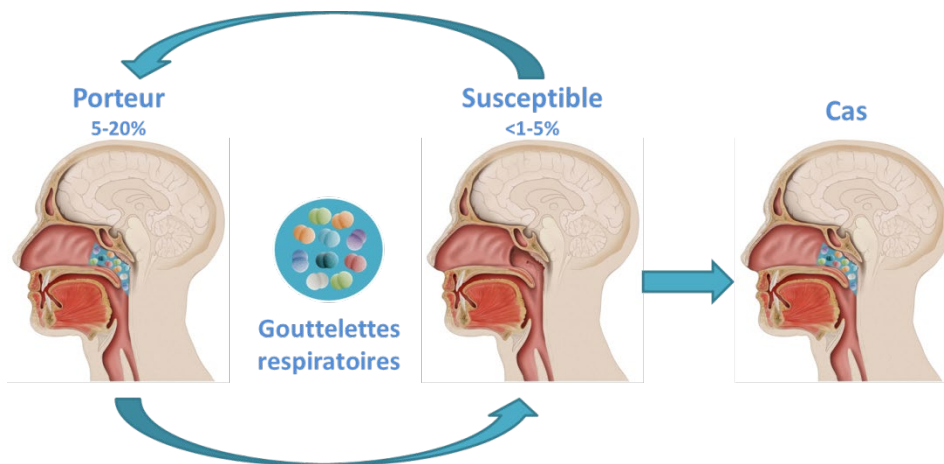 Porteur
5-20%
Susceptible
<1-5%
Cas
Gouttelettes
respiratoires